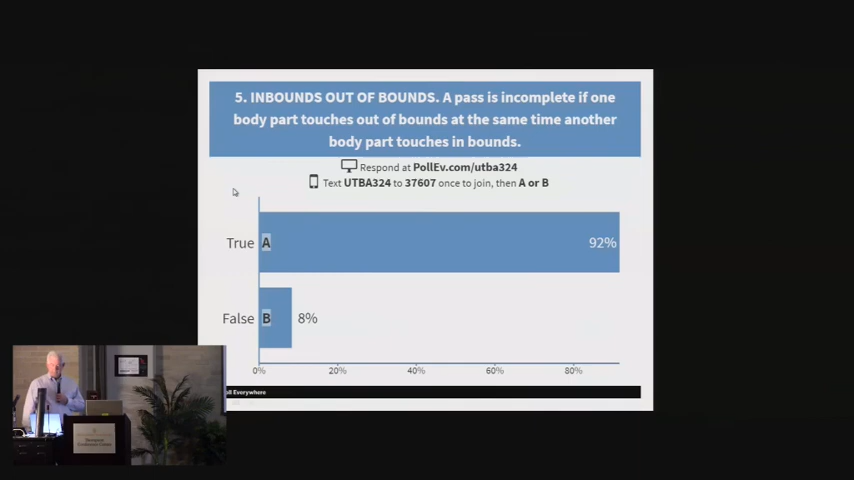 5. INBOUNDS OUT OF BOUNDS. A pass is incomplete if one
body part touches out of bounds at the same time another
body part touches in bounds.
Respond at PollEv.com/utba324
Text UTBA324 to 37607 once to join, then A or B
True A 92%
False B 8%
0% 20% 40% 60% 80%
oll Everywhere